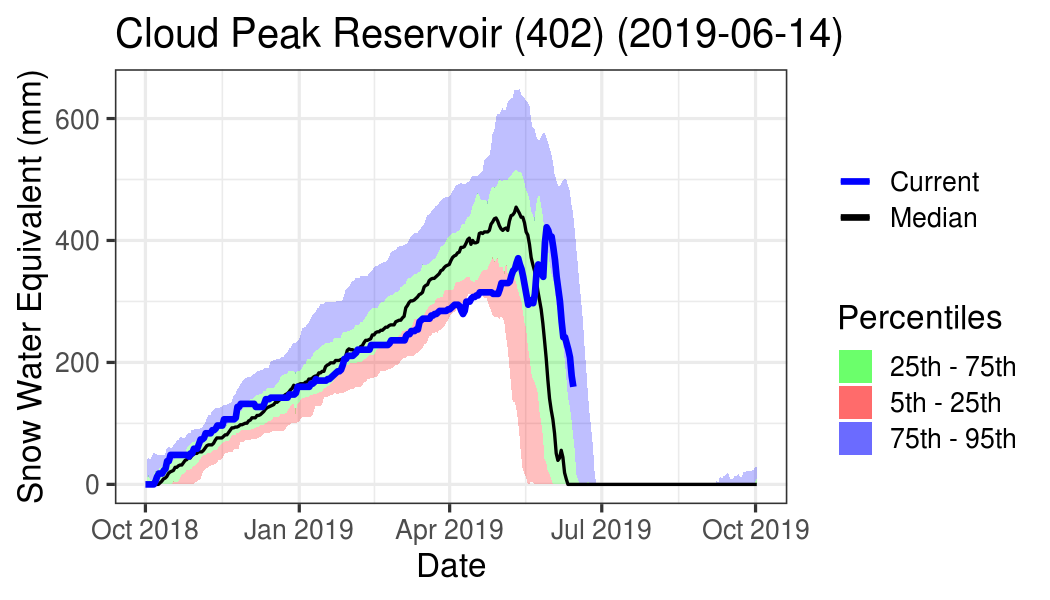 Cloud Peak Reservoir (402) (2019-06-14)
Snow Water Equivalent (mm)
600
400
200
0
Oct 2018
Jan 2019
Apr 2019
Jul 2019
Oct 2019
Date
Current
Median
Percentiles
25th - 75th
5th - 25th
75th - 95th